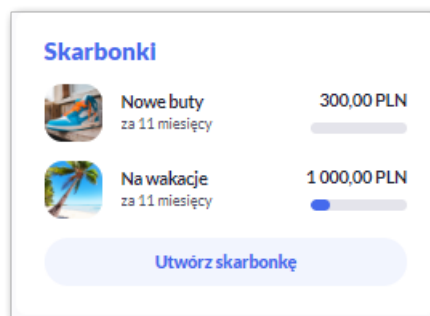 Skarbonki
Nowe buty
300,00 PLN
za 11 miesięcy
Na wakacje
1 000,00 PLN
za 11 miesięcy
Utwórz skarbonkę